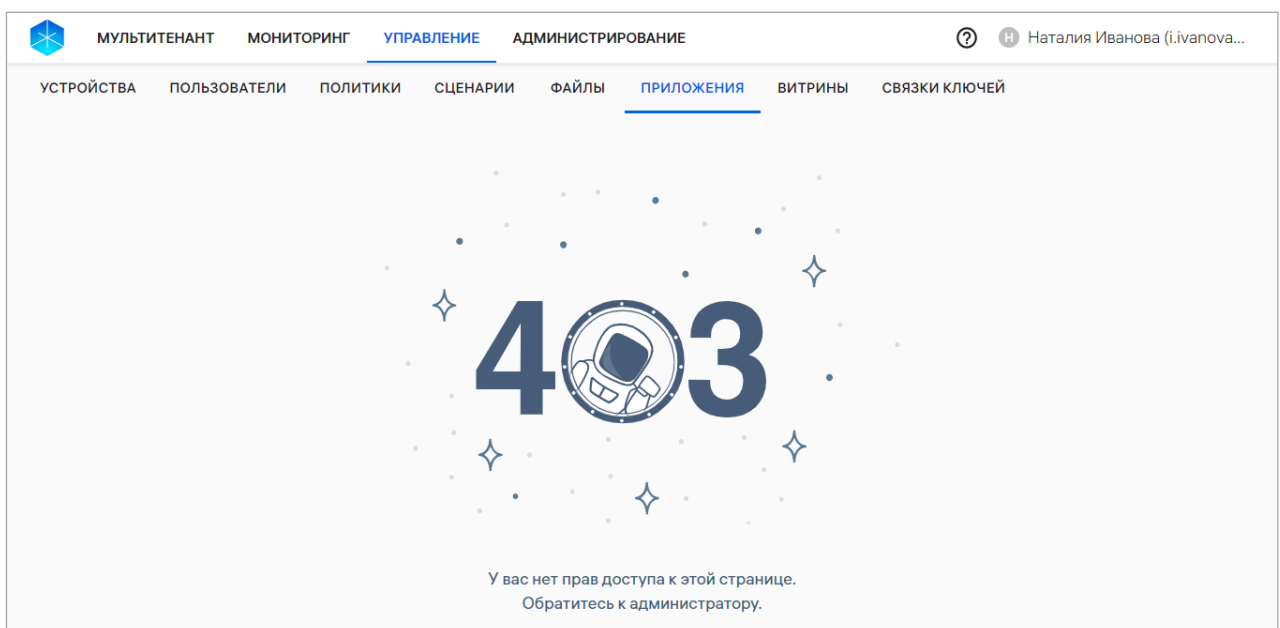 МУЛЬТИТЕНАНТ МОНИТОРИНГ УПРАВЛЕНИЕ АДМИНИСТРИРОВАНИЕ ? Н Наталия Иванова (i.ivanova...
УСТРОЙСТВА ПОЛЬЗОВАТЕЛИ ПОЛИТИКИ СЦЕНАРИИ ФАЙЛЫ ПРИЛОЖЕНИЯ ВИТРИНЫ СВЯЗКИ КЛЮЧЕЙ
403
У вас нет прав доступа к этой странице.
Обратитесь к администратору.